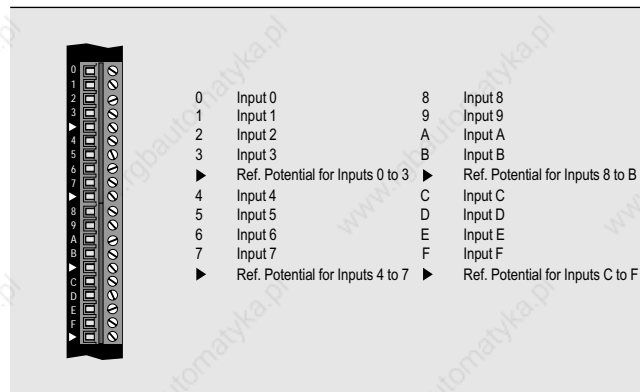 0
1
2
3
▶
4
5
6
7
▶
8
9
A
B
▶
C
D
E
F
▶
0 Input 0
1 Input 1
2 Input 2
3 Input 3
▶ Ref. Potential for Inputs 0 to 3
4 Input 4
5 Input 5
6 Input 6
7 Input 7
▶ Ref. Potential for Inputs 4 to 7
8 Input 8
9 Input 9
A Input A
B Input B
▶ Ref. Potential for Inputs 8 to B
C Input C
D Input D
E Input E
F Input F
▶ Ref. Potential for Inputs C to F
www.rgbautomatyka.pl